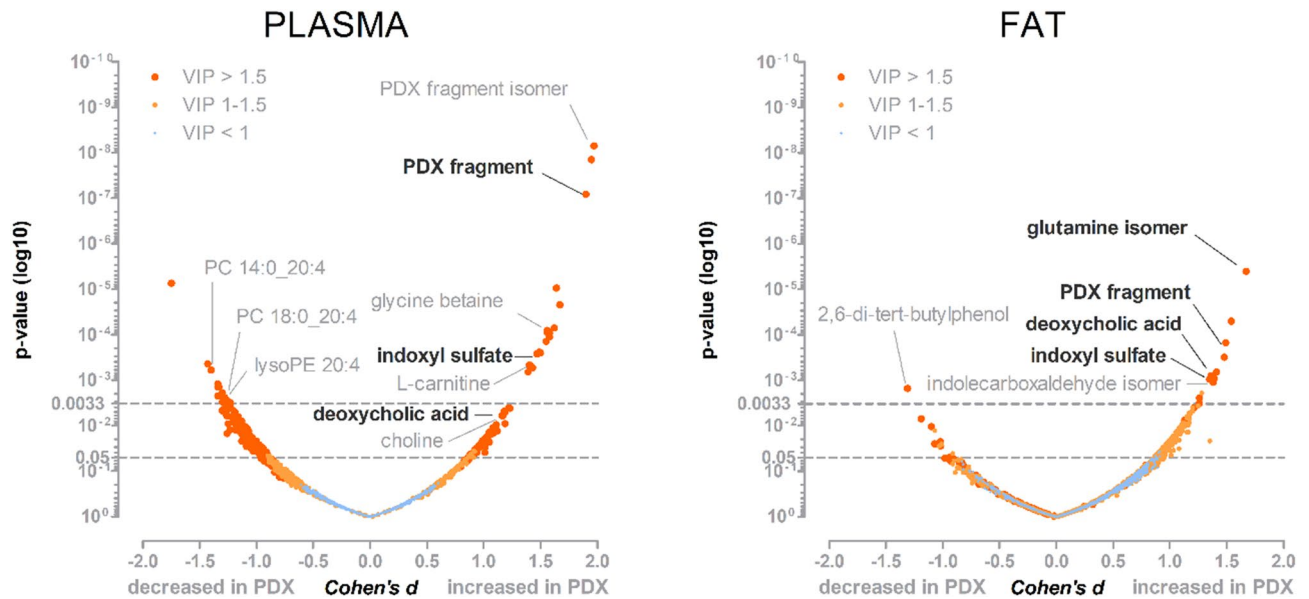 PLASMA
10⁻¹⁰
10⁻⁹
10⁻⁸
10⁻⁷
10⁻⁶
10⁻⁵
10⁻⁴
10⁻³
0.0033
10⁻²
0.05
10⁻¹
10⁰
p-value (log10)
VIP > 1.5
VIP 1-1.5
VIP < 1
PDX fragment isomer
PDX fragment
PC 14:0_20:4
PC 18:0_20:4
lysoPE 20:4
glycine betaine
indoxyl sulfate
L-carnitine
deoxycholic acid
choline
-2.0 -1.5 -1.0 -0.5 0.0 0.5 1.0 1.5 2.0
decreased in PDX Cohen's d increased in PDX
FAT
10⁻¹⁰
10⁻⁹
10⁻⁸
10⁻⁷
10⁻⁶
10⁻⁵
10⁻⁴
10⁻³
0.0033
10⁻²
0.05
10⁻¹
10⁰
p-value (log10)
VIP > 1.5
VIP 1-1.5
VIP < 1
glutamine isomer
PDX fragment
2,6-di-tert-butylphenol
deoxycholic acid
indoxyl sulfate
indolecarboxaldehyde isomer
-2.0 -1.5 -1.0 -0.5 0.0 0.5 1.0 1.5 2.0
decreased in PDX Cohen's d increased in PDX